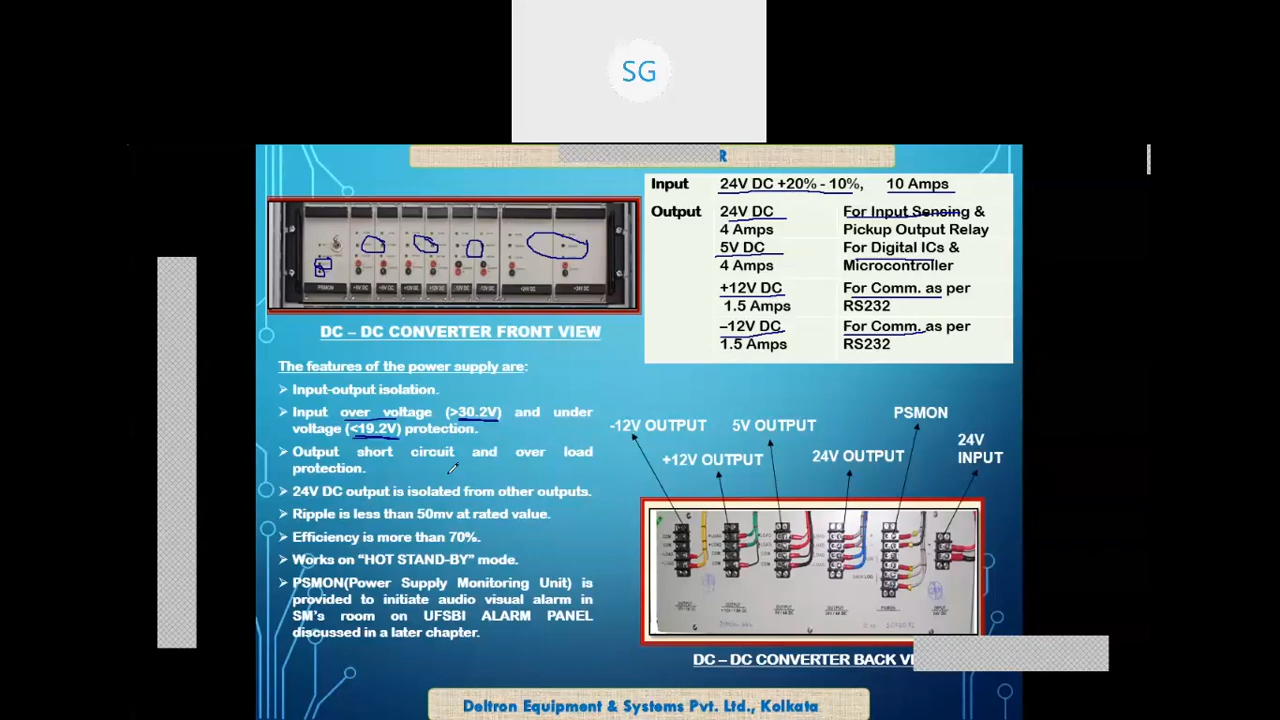 SG
R
Input 24V DC +20% - 10%, 10 Amps
Output 24V DC For Input Sensing &
4 Amps Pickup Output Relay
5V DC For Digital ICs &
4 Amps Microcontroller
+12V DC For Comm. as per
1.5 Amps RS232
–12V DC For Comm. as per
1.5 Amps RS232
PSMON
DC – DC CONVERTER FRONT VIEW
The features of the power supply are:
Input-output isolation.
Input over voltage (>30.2V) and under
voltage (<19.2V) protection.
Output short circuit and over load
protection.
24V DC output is isolated from other outputs.
Ripple is less than 50mv at rated value.
Efficiency is more than 70%.
Works on “HOT STAND-BY” mode.
PSMON(Power Supply Monitoring Unit) is
provided to initiate audio visual alarm in
SM’s room on UFSBI ALARM PANEL
discussed in a later chapter.
-12V OUTPUT
+12V OUTPUT
5V OUTPUT
24V OUTPUT
PSMON
24V
INPUT
DC – DC CONVERTER BACK
Deltron Equipment & Systems Pvt. Ltd., Kolkata